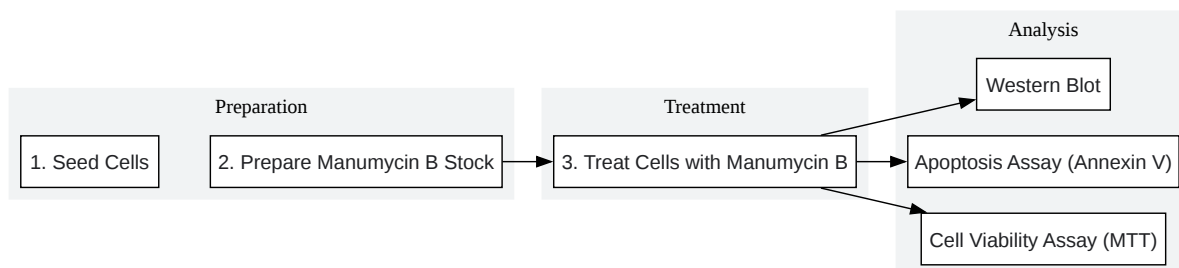 Preparation
1. Seed Cells
2. Prepare Manumycin B Stock
Treatment
3. Treat Cells with Manumycin B
Analysis
Western Blot
Apoptosis Assay (Annexin V)
Cell Viability Assay (MTT)